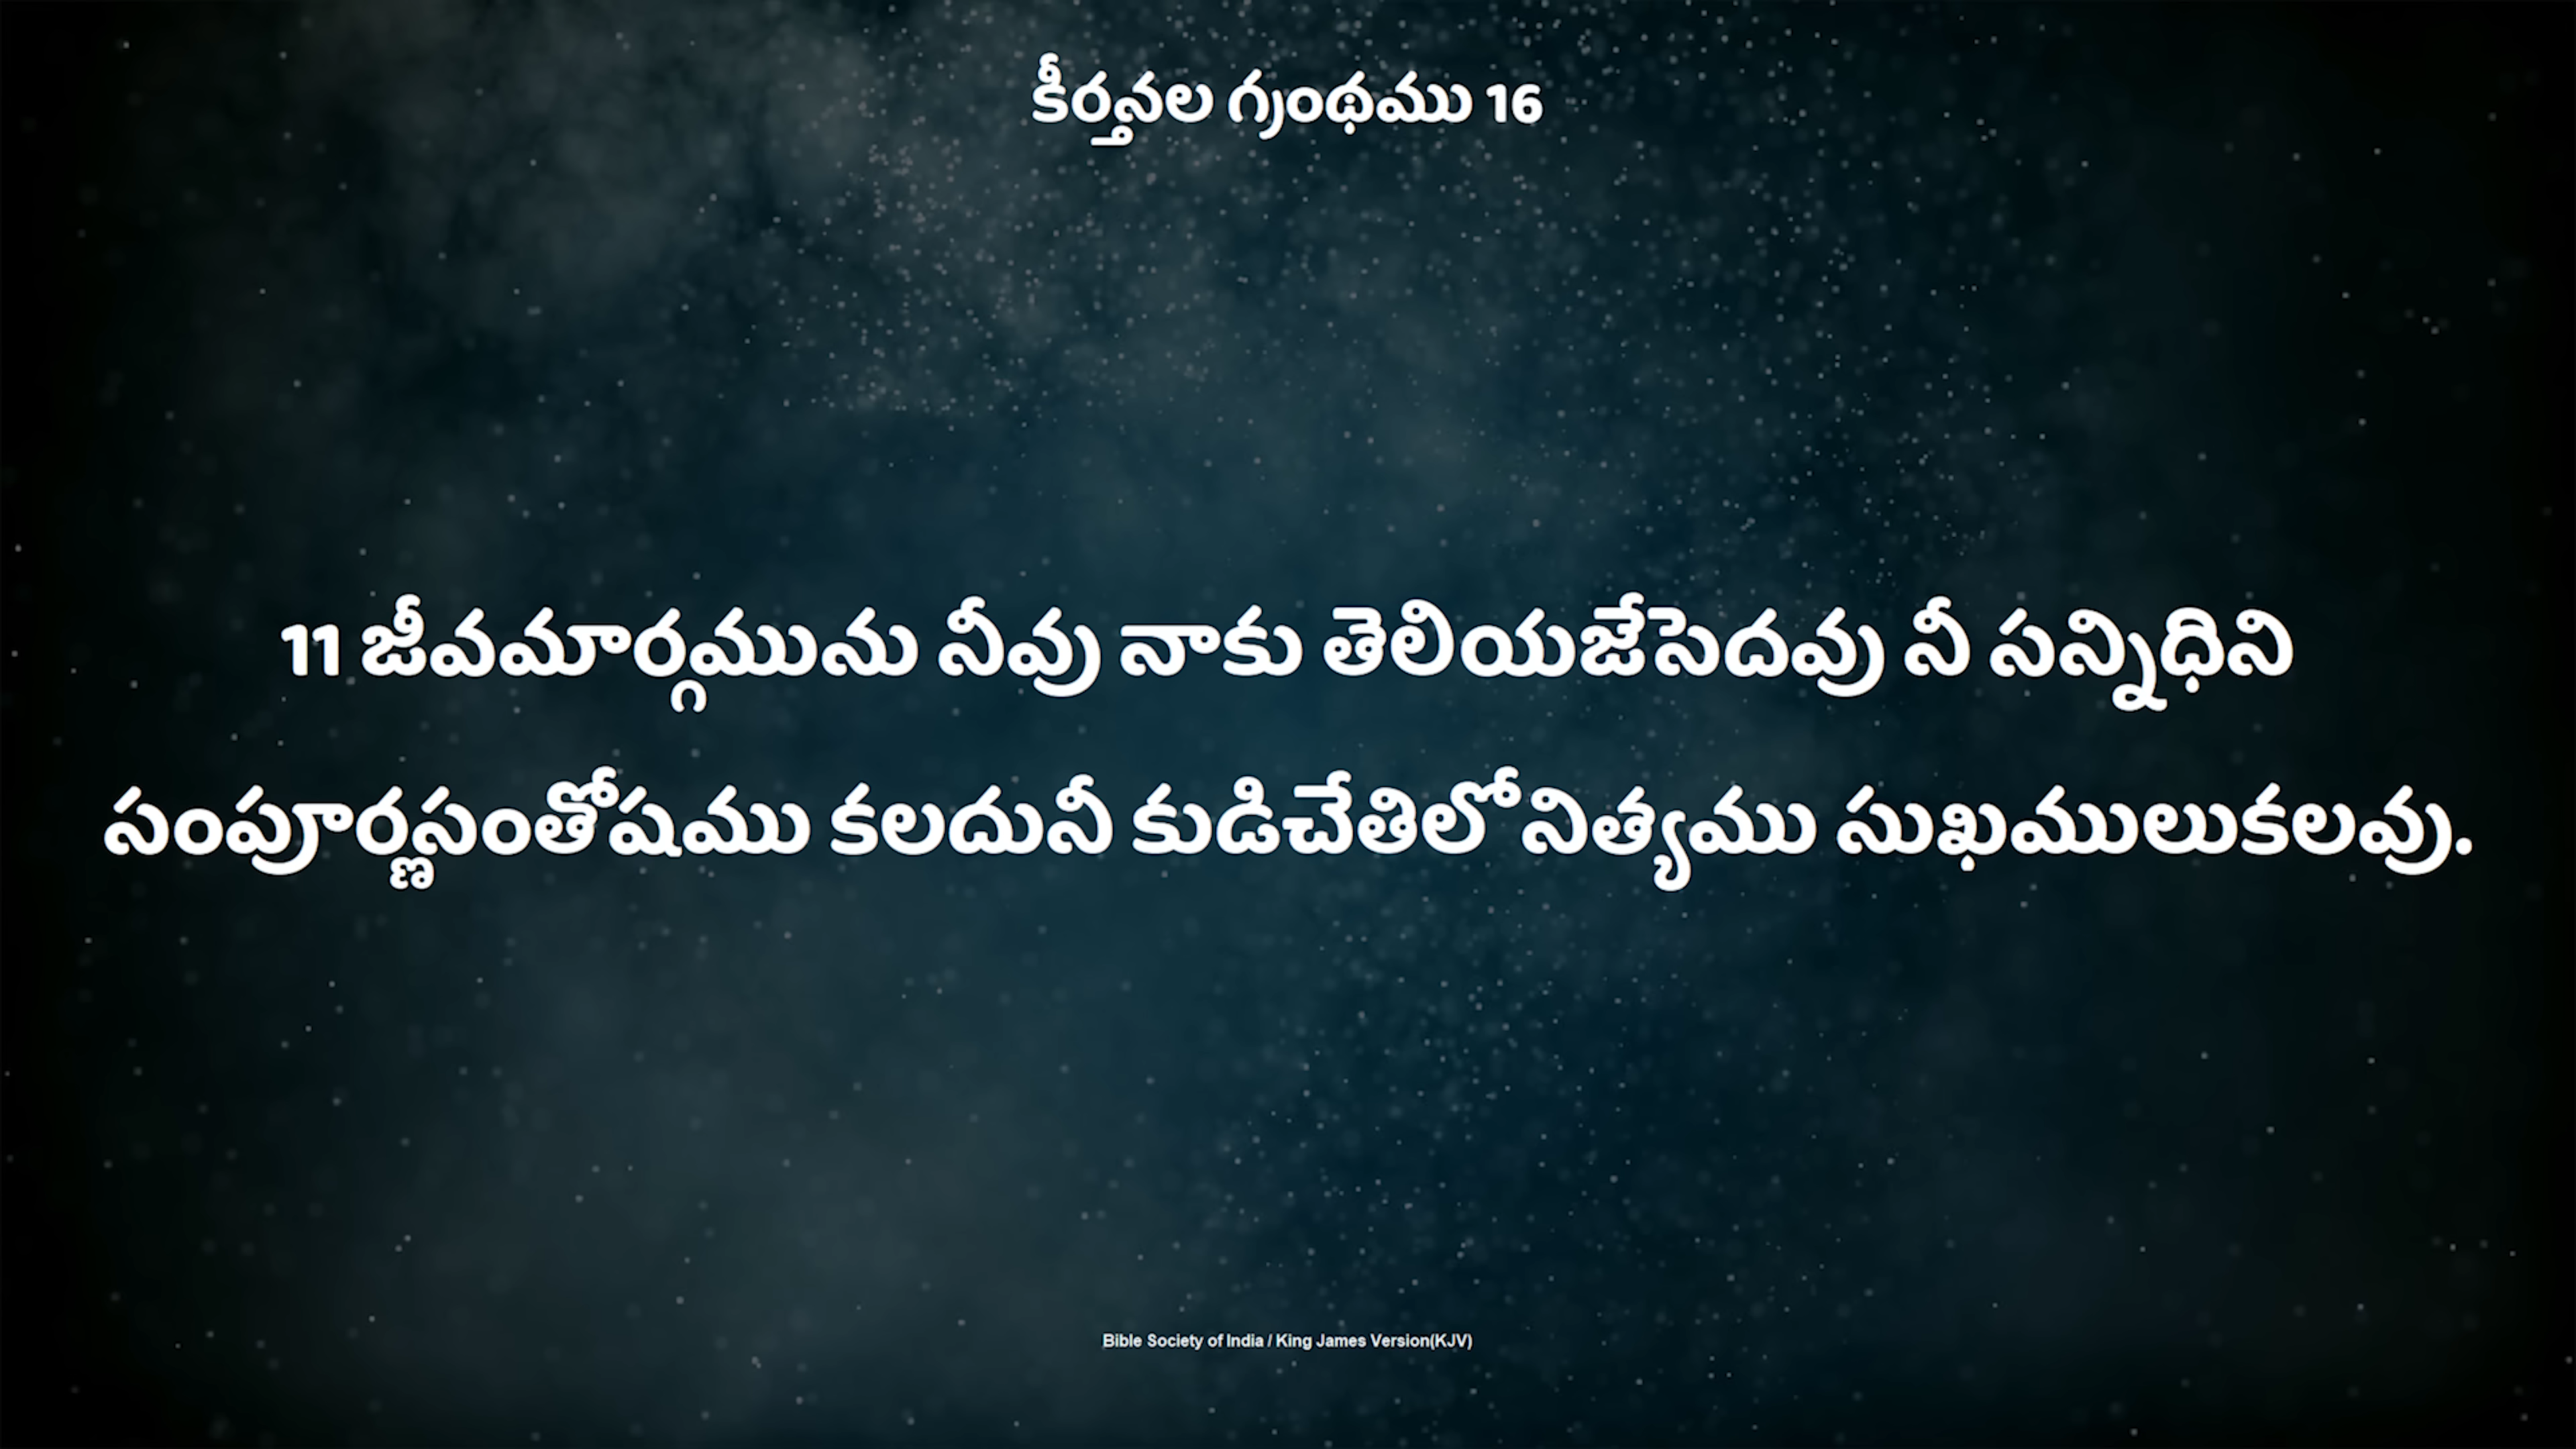 కీర్తనల గ్రంథము 16
11 జీవమార్గమును నీవు నాకు తెలియజేసెదవు నీ సన్నిధిని
సంపూర్ణసంతోషము కలదునీ కుడిచేతిలోనిత్యము సుఖములుకలవు.
Bible Society of India / King James Version(KJV)